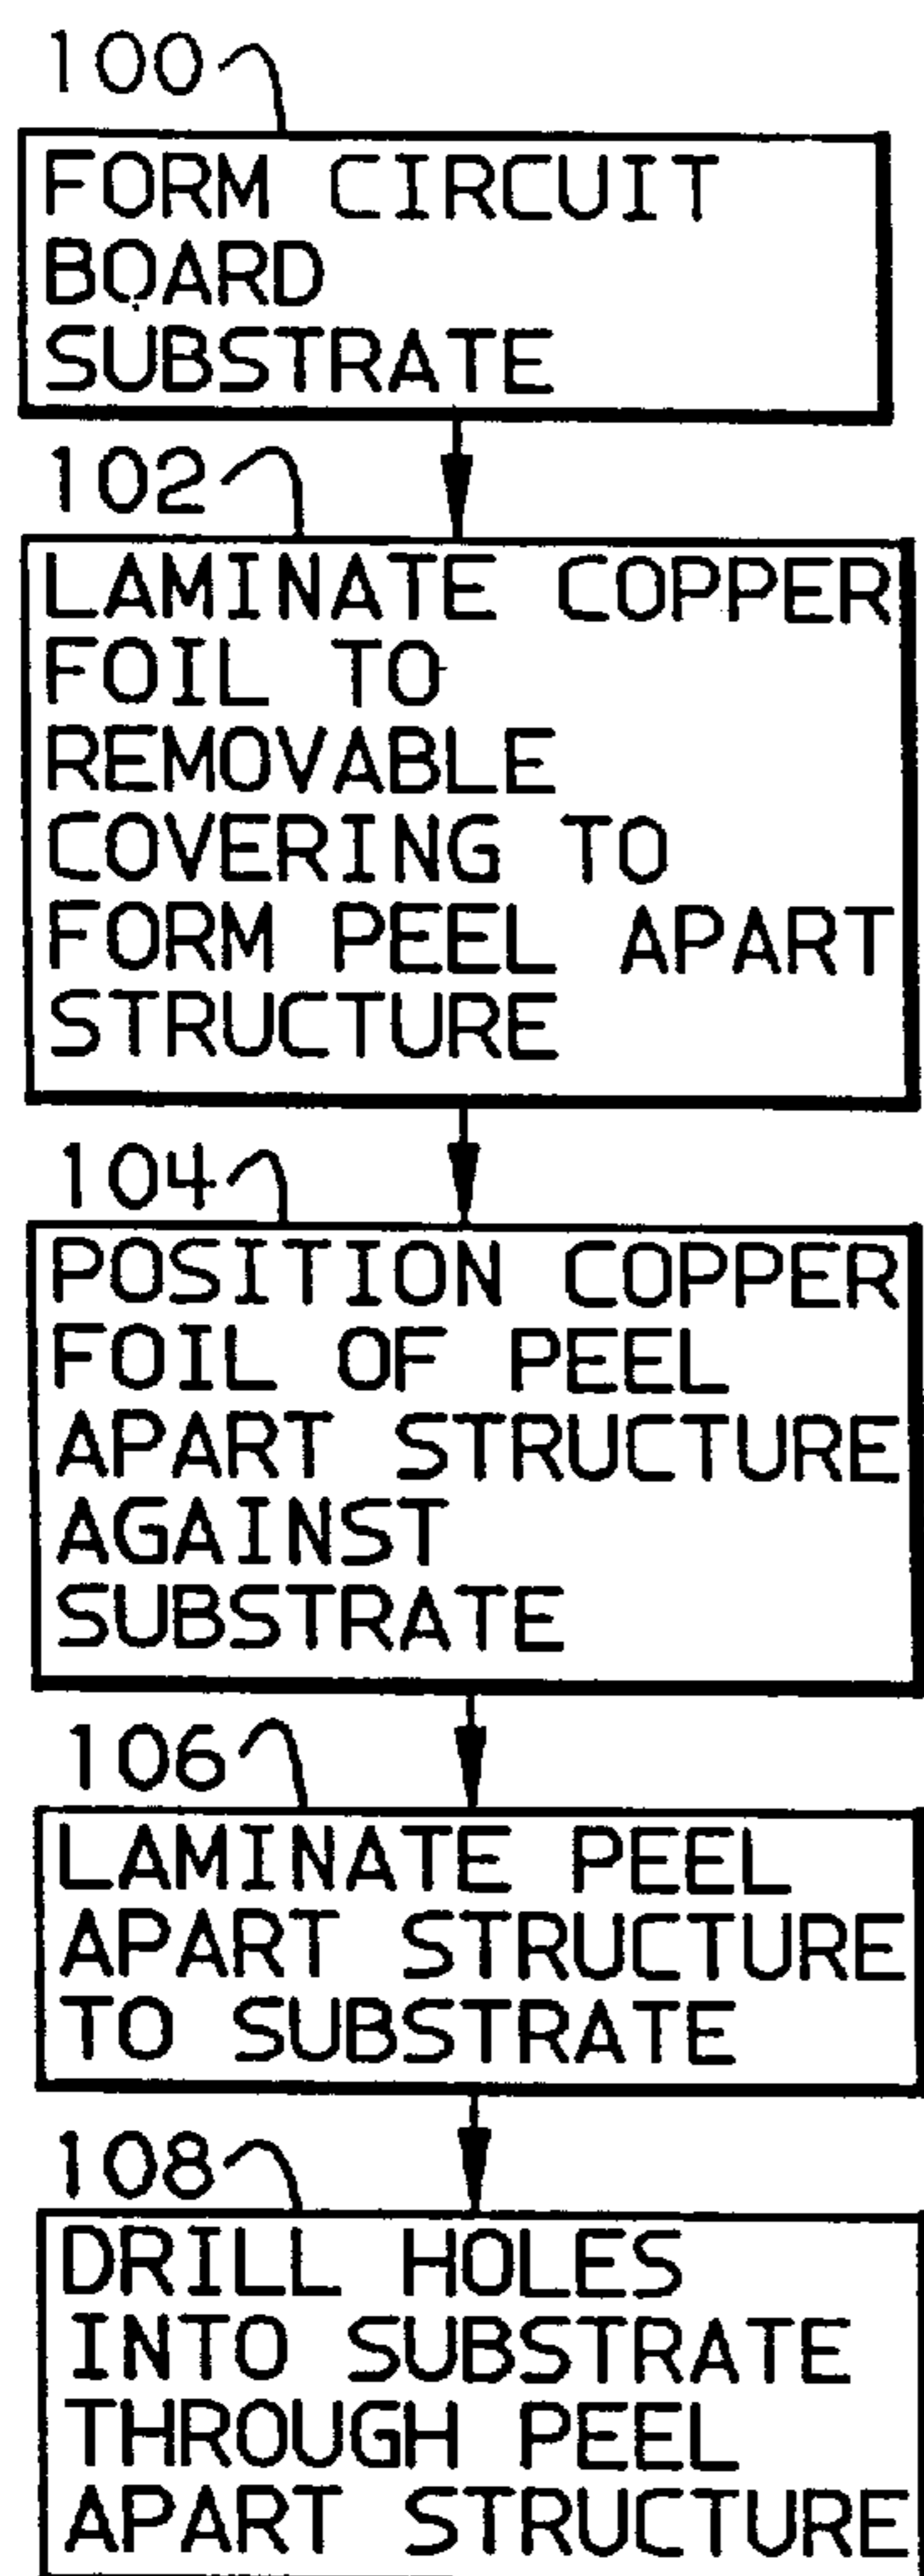 100
FORM CIRCUIT
BOARD
SUBSTRATE
102
LAMINATE COPPER
FOIL TO
REMOVABLE
COVERING TO
FORM PEEL APART
STRUCTURE
104
POSITION COPPER
FOIL OF PEEL
APART STRUCTURE
AGAINST
SUBSTRATE
106
LAMINATE PEEL
APART STRUCTURE
TO SUBSTRATE
108
DRILL HOLES
INTO SUBSTRATE
THROUGH PEEL
APART STRUCTURE